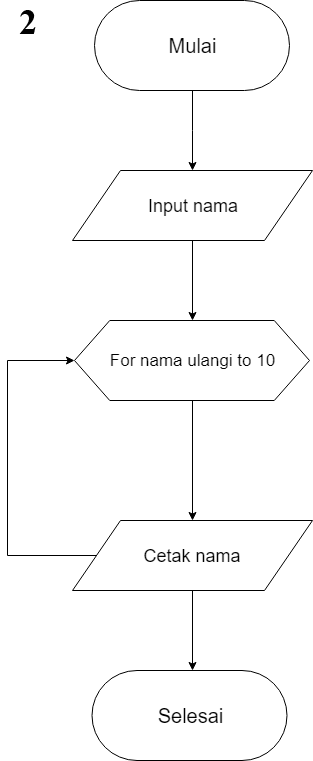 2
Mulai
Input nama
For nama ulangi to 10
Cetak nama
Selesai